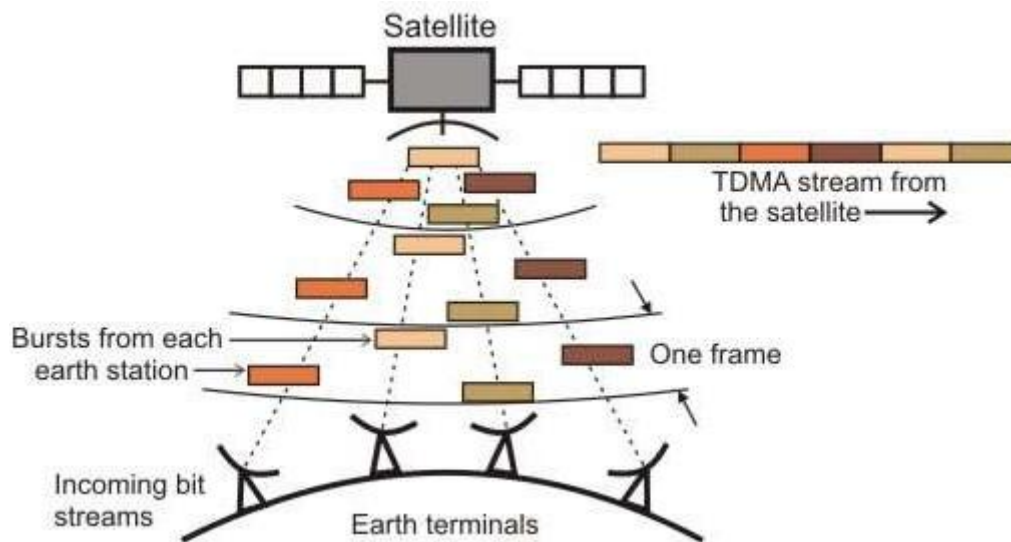 Satellite
TDMA stream from
the satellite
Bursts from each
earth station
One frame
Incoming bit
streams
Earth terminals